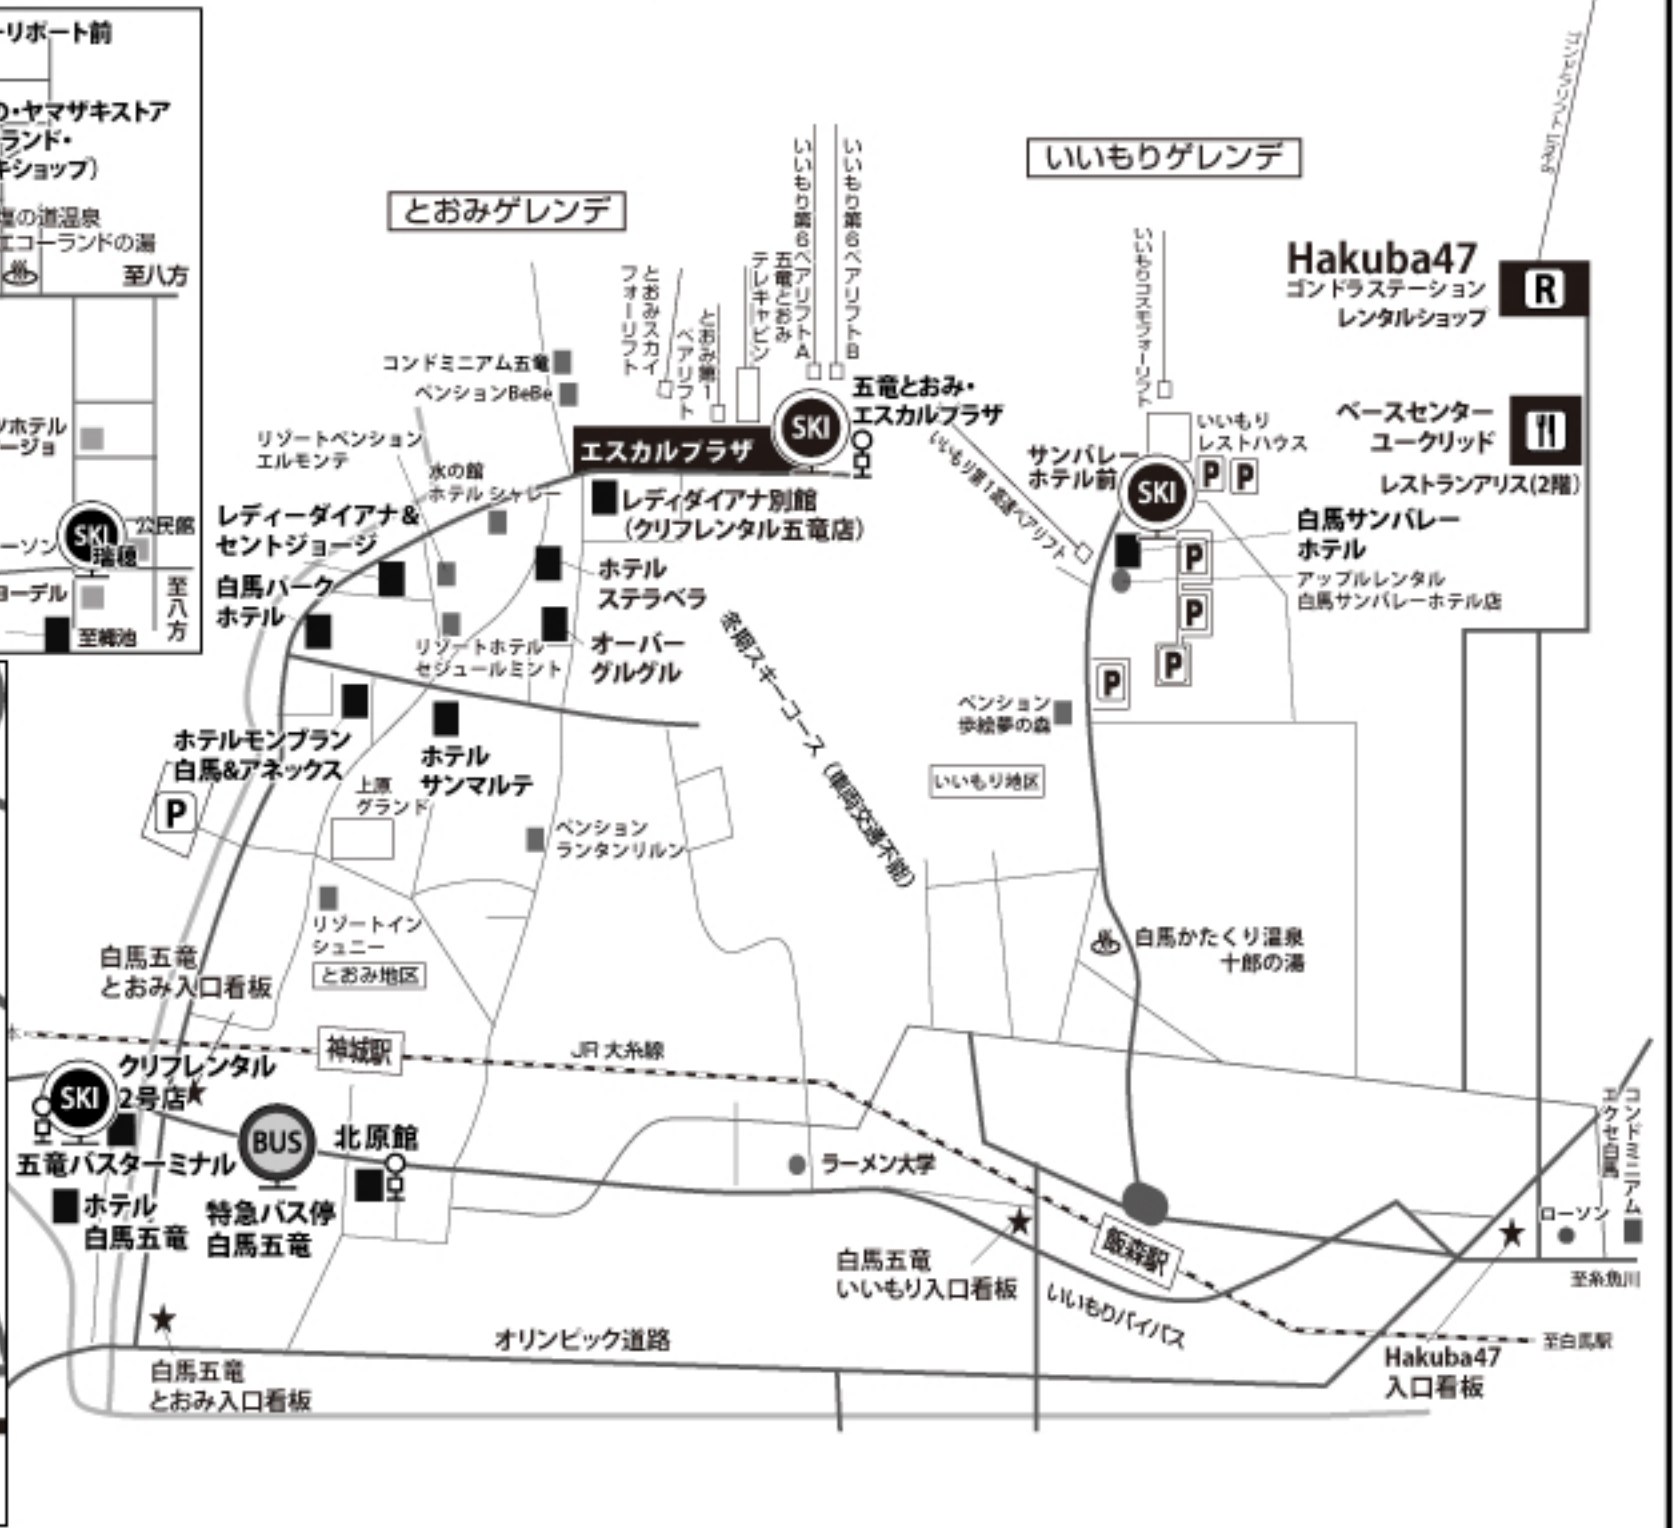 リポート前
ヤマザキストア
ランド・
キショップ)
塩の道温泉
エコーランドの湯
至八方
ホテル
ージョ
SKI
公民館
瑞穂
ーソン
ヨーデル
至八方
至栂池
とおみゲレンデ
いいもりゲレンデ
とおみスカイ
フォーリフト
とおみ第1
ペアリフト
五竜とおみ
テレキャビン
いいもり第6ペアリフトA
いいもり第6ペアリフトB
いいもりコスモフォーリフト
ゴンドラリフト Line8
Hakuba47
ゴンドラステーション
レンタルショップ
R
ベースセンター
ユークリッド
レストランアリス(2階)
コンドミニアム五竜
ペンションBeBe
リゾートペンション
エルモンテ
水の館
ホテル シャレー
エスカルプラザ
SKI
五竜とおみ・
エスカルプラザ
いいもり第1高速ペアリフト
サンバレー
ホテル前
SKI
いいもり
レストハウス
P
P
白馬サンバレー
ホテル
アップルレンタル
白馬サンバレーホテル店
P
P
P
P
レディーダイアナ&
セントジョージ
レディダイアナ別館
(クリフレンタル五竜店)
白馬パーク
ホテル
ホテル
ステラベラ
リゾートホテル
セジュールミント
オーバー
グルグル
冬期スキーコース(車両交通不能)
ペンション
歩絵夢の森
いいもり地区
ホテルモンブラン
白馬&アネックス
ホテル
サンマルテ
P
上原
グランド
ペンション
ランタンリルン
リゾートイン
シュニー
とおみ地区
白馬五竜
とおみ入口看板
白馬かたくり温泉
十郎の湯
神城駅
JR 大糸線
クリフレンタル
2号店
SKI
五竜バスターミナル
BUS
特急バス停
白馬五竜
北原館
ホテル
白馬五竜
ラーメン大学
白馬五竜
いいもり入口看板
飯森駅
いいもりバイパス
コンドミニアム
エクセ白馬
ローソン
至糸魚川
至白馬駅
オリンピック道路
白馬五竜
とおみ入口看板
Hakuba47
入口看板